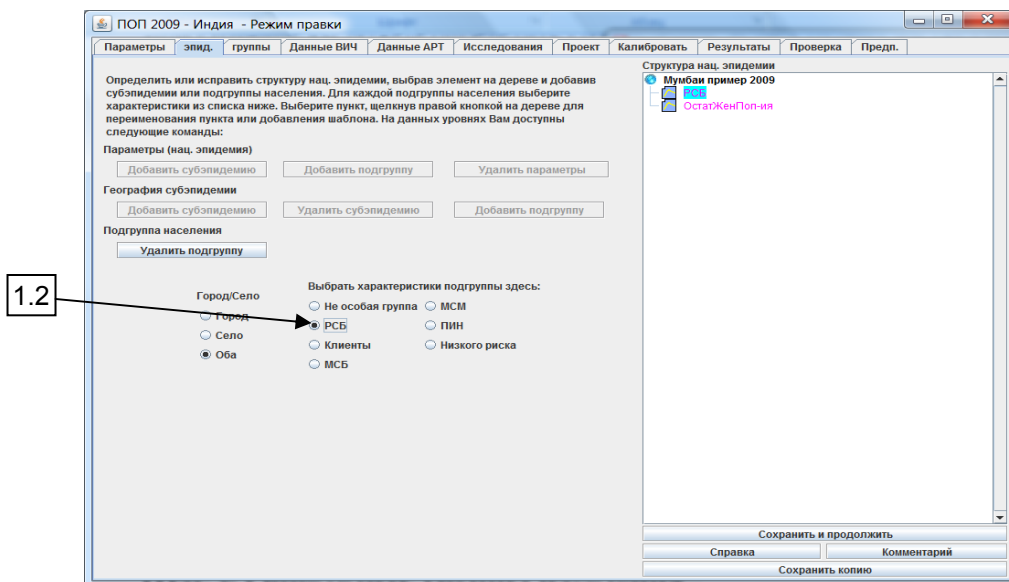 ПОП 2009 - Индия - Режим правки
Параметры эпид. группы Данные ВИЧ Данные АРТ Исследования Проект Калибровать Результаты Проверка Предп.
Определить или исправить структуру нац. эпидемии, выбрав элемент на дереве и добавив
субэпидемии или подгруппы населения. Для каждой подгруппы населения выберите
характеристики из списка ниже. Выберите пункт, щелкнув правой кнопкой на дереве для
переименования пункта или добавления шаблона. На данных уровнях Вам доступны
следующие команды:
Параметры (нац. эпидемия)
Добавить субэпидемию Добавить подгруппу Удалить параметры
География субэпидемии
Добавить субэпидемию Удалить субэпидемию Добавить подгруппу
Подгруппа населения
Удалить подгруппу
1.2
Город/Село
Город
Село
Оба
Выбрать характеристики подгруппы здесь:
Не особая группа МСМ
РСБ ПИН
Клиенты Низкого риска
МСБ
Структура нац. эпидемии
Мумбаи пример 2009
РСБ
ОстатЖенПоп-ия
Сохранить и продолжить
Справка Комментарий
Сохранить копию